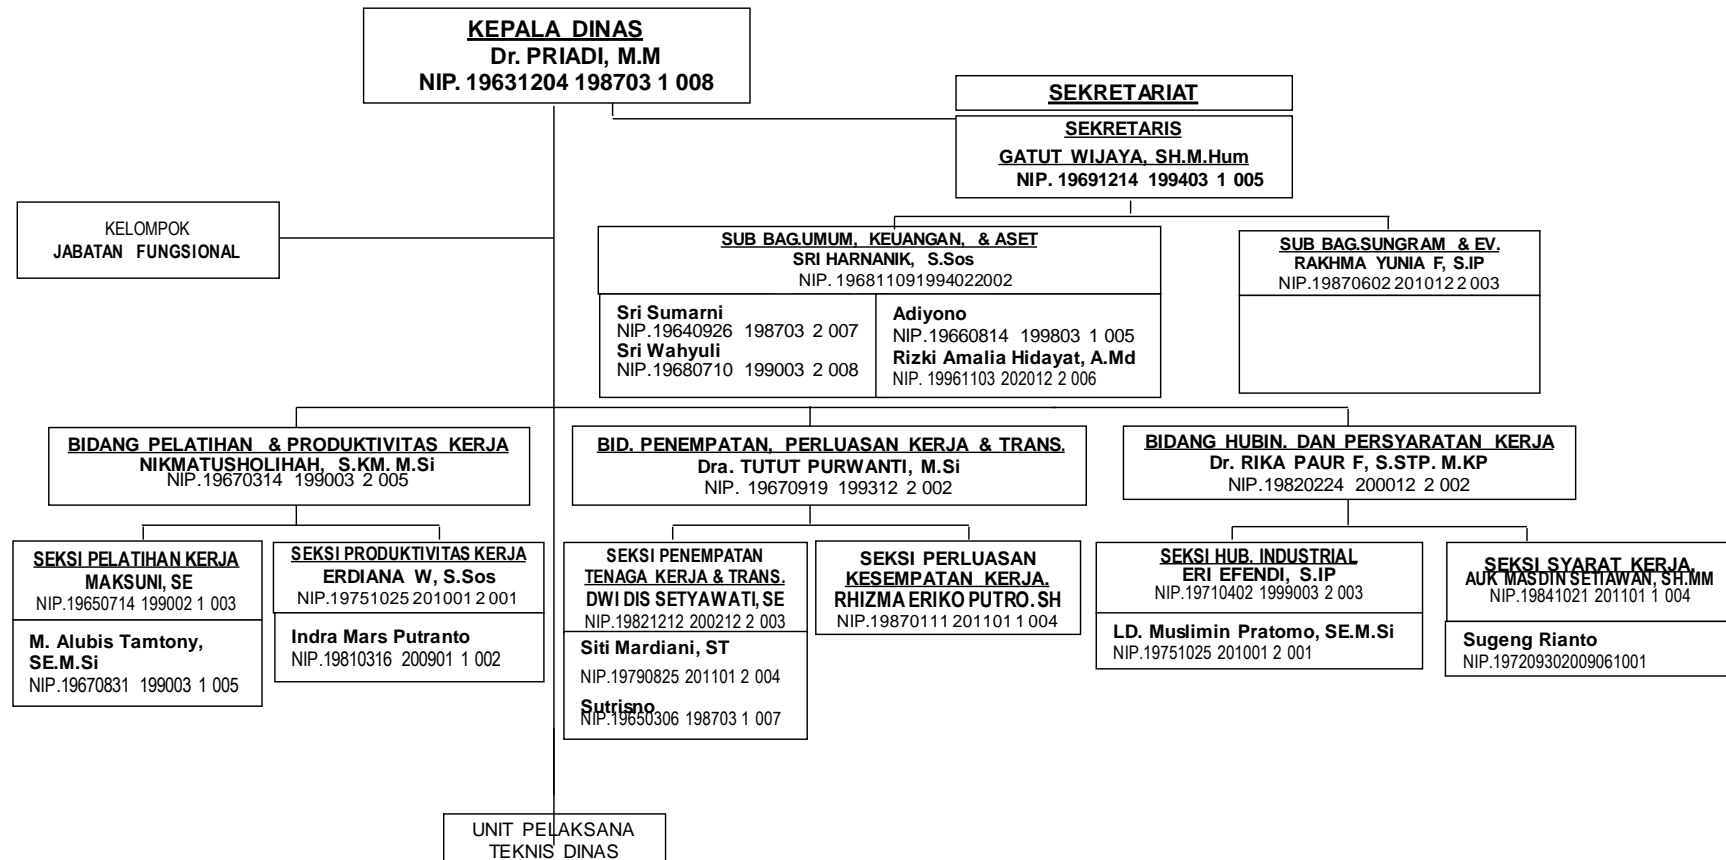 KEPALA DINAS
Dr. PRIADI, M.M
NIP. 19631204 198703 1 008
SEKRETARIAT
SEKRETARIS
GATUT WIJAYA, SH.M.Hum
NIP. 19691214 199403 1 005
KELOMPOK
JABATAN FUNGSIONAL
SUB BAG.UMUM, KEUANGAN, & ASET
SRI HARNANIK, S.Sos
NIP. 196811091994022002
Sri Sumarni
NIP.19640926 198703 2 007
Sri Wahyuli
NIP.19680710 199003 2 008
Adiyono
NIP.19660814 199803 1 005
Rizki Amalia Hidayat, A.Md
NIP. 19961103 202012 2 006
SUB BAG.SUNGRAM & EV.
RAKHMA YUNIA F, S.IP
NIP.19870602 201012 2 003
BIDANG PELATIHAN & PRODUKTIVITAS KERJA
NIKMATUSHOLIHAH, S.KM. M.Si
NIP.19670314 199003 2 005
BID. PENEMPATAN, PERLUASAN KERJA & TRANS.
Dra. TUTUT PURWANTI, M.Si
NIP. 19670919 199312 2 002
BIDANG HUBIN. DAN PERSYARATAN KERJA
Dr. RIKA PAUR F, S.STP. M.KP
NIP.19820224 200012 2 002
SEKSI PELATIHAN KERJA
MAKSUNI, SE
NIP.19650714 199002 1 003
M. Alubis Tamtony,
SE.M.Si
NIP.19670831 199003 1 005
SEKSI PRODUKTIVITAS KERJA
ERDIANA W, S.Sos
NIP.19751025 201001 2 001
Indra Mars Putranto
NIP.19810316 200901 1 002
SEKSI PENEMPATAN
TENAGA KERJA & TRANS.
DWI DIS SETYAWATI, SE
NIP.19821212 200212 2 003
Siti Mardiani, ST
NIP.19790825 201101 2 004
Sutrisno
NIP.19650306 198703 1 007
SEKSI PERLUASAN
KESEMPATAN KERJA.
RHIZMA ERIKO PUTRO. SH
NIP.19870111 201101 1 004
SEKSI HUB. INDUSTRIAL
ERI EFENDI, S.IP
NIP.19710402 1999003 2 003
LD. Muslimin Pratomo, SE.M.Si
NIP.19751025 201001 2 001
SEKSI SYARAT KERJA.
AUK MASDIN SETIAWAN, SH.MM
NIP.19841021 201101 1 004
Sugeng Rianto
NIP.197209302009061001
UNIT PELAKSANA
TEKNIS DINAS